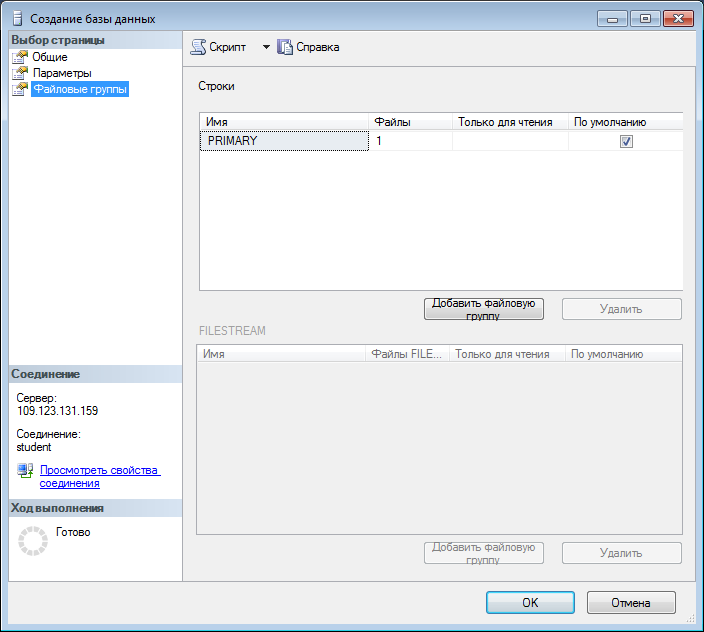 Создание базы данных
Выбор страницы
Общие
Параметры
Файловые группы
Скрипт Справка
Строки
Имя Файлы Только для чтения По умолчанию
PRIMARY 1
Добавить файловую группу
Удалить
FILESTREAM
Имя Файлы FILE... Только для чтения По умолчанию
Добавить файловую группу
Удалить
Соединение
Сервер:
109.123.131.159
Соединение:
student
Просмотреть свойства
соединения
Ход выполнения
Готово
OK Отмена